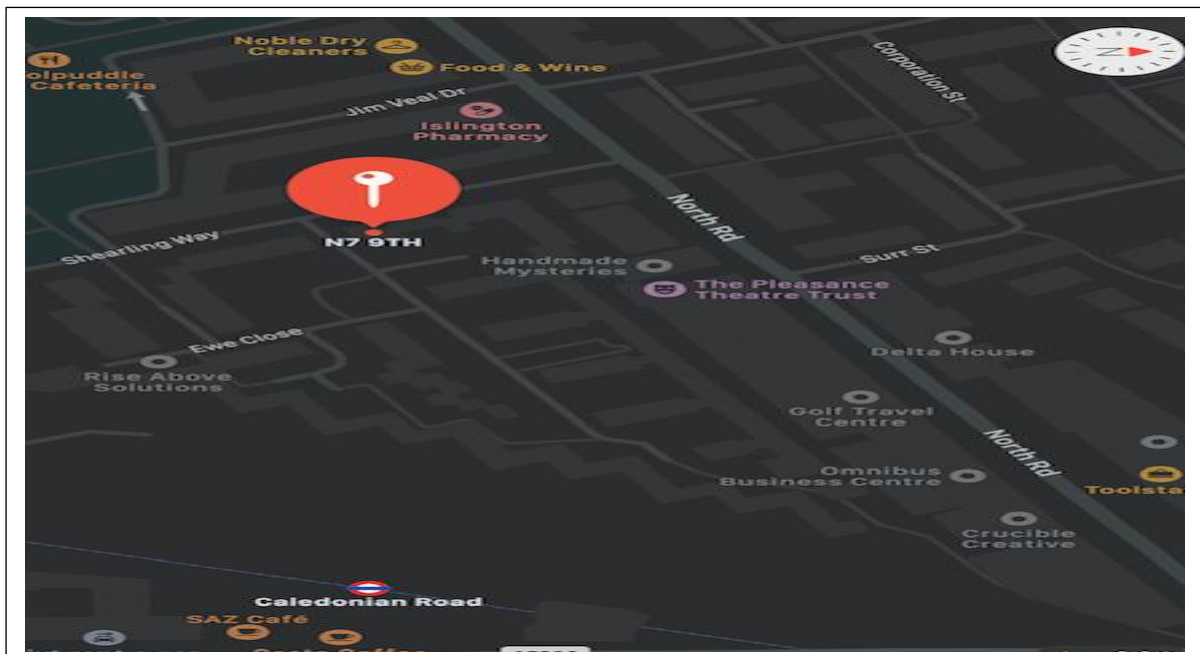 Noble Dry
Cleaners
Food & Wine
olpuddle
Cafeteria
Corporation St
N
Jim Veal Dr
Islington
Pharmacy
North Rd
Shearling Way
N7 9TH
Surr St
Handmade
Mysteries
The Pleasance
Theatre Trust
Ewe Close
Delta House
Rise Above
Solutions
Golf Travel
Centre
North Rd
Omnibus
Business Centre
Toolsta
Crucible
Creative
Caledonian Road
SAZ Café